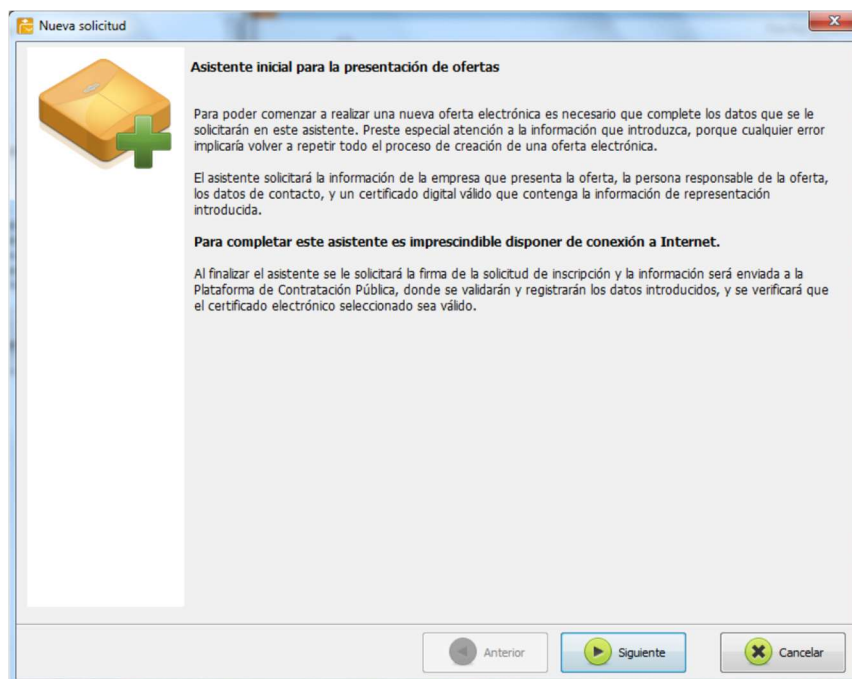 Nueva solicitud
Asistente inicial para la presentación de ofertas
Para poder comenzar a realizar una nueva oferta electrónica es necesario que complete los datos que se le
solicitarán en este asistente. Preste especial atención a la información que introduzca, porque cualquier error
implicaría volver a repetir todo el proceso de creación de una oferta electrónica.
El asistente solicitará la información de la empresa que presenta la oferta, la persona responsable de la oferta,
los datos de contacto, y un certificado digital válido que contenga la información de representación
introducida.
Para completar este asistente es imprescindible disponer de conexión a Internet.
Al finalizar el asistente se le solicitará la firma de la solicitud de inscripción y la información será enviada a la
Plataforma de Contratación Pública, donde se validarán y registrarán los datos introducidos, y se verificará que
el certificado electrónico seleccionado sea válido.
Anterior
Siguiente
Cancelar